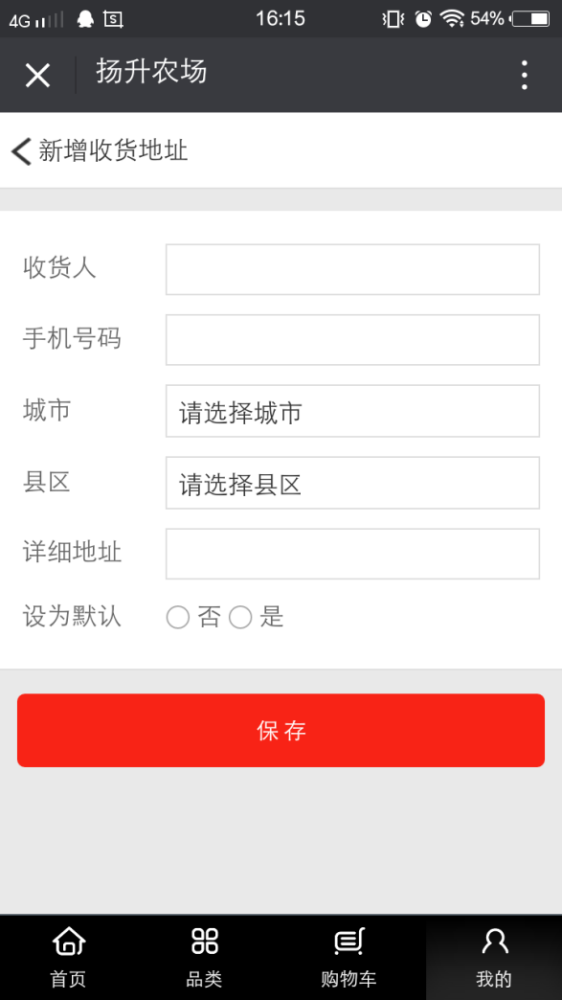 4G 16:15 54%
扬升农场
新增收货地址
收货人
手机号码
城市 请选择城市
县区 请选择县区
详细地址
设为默认 否 是
保存
首页 品类 购物车 我的